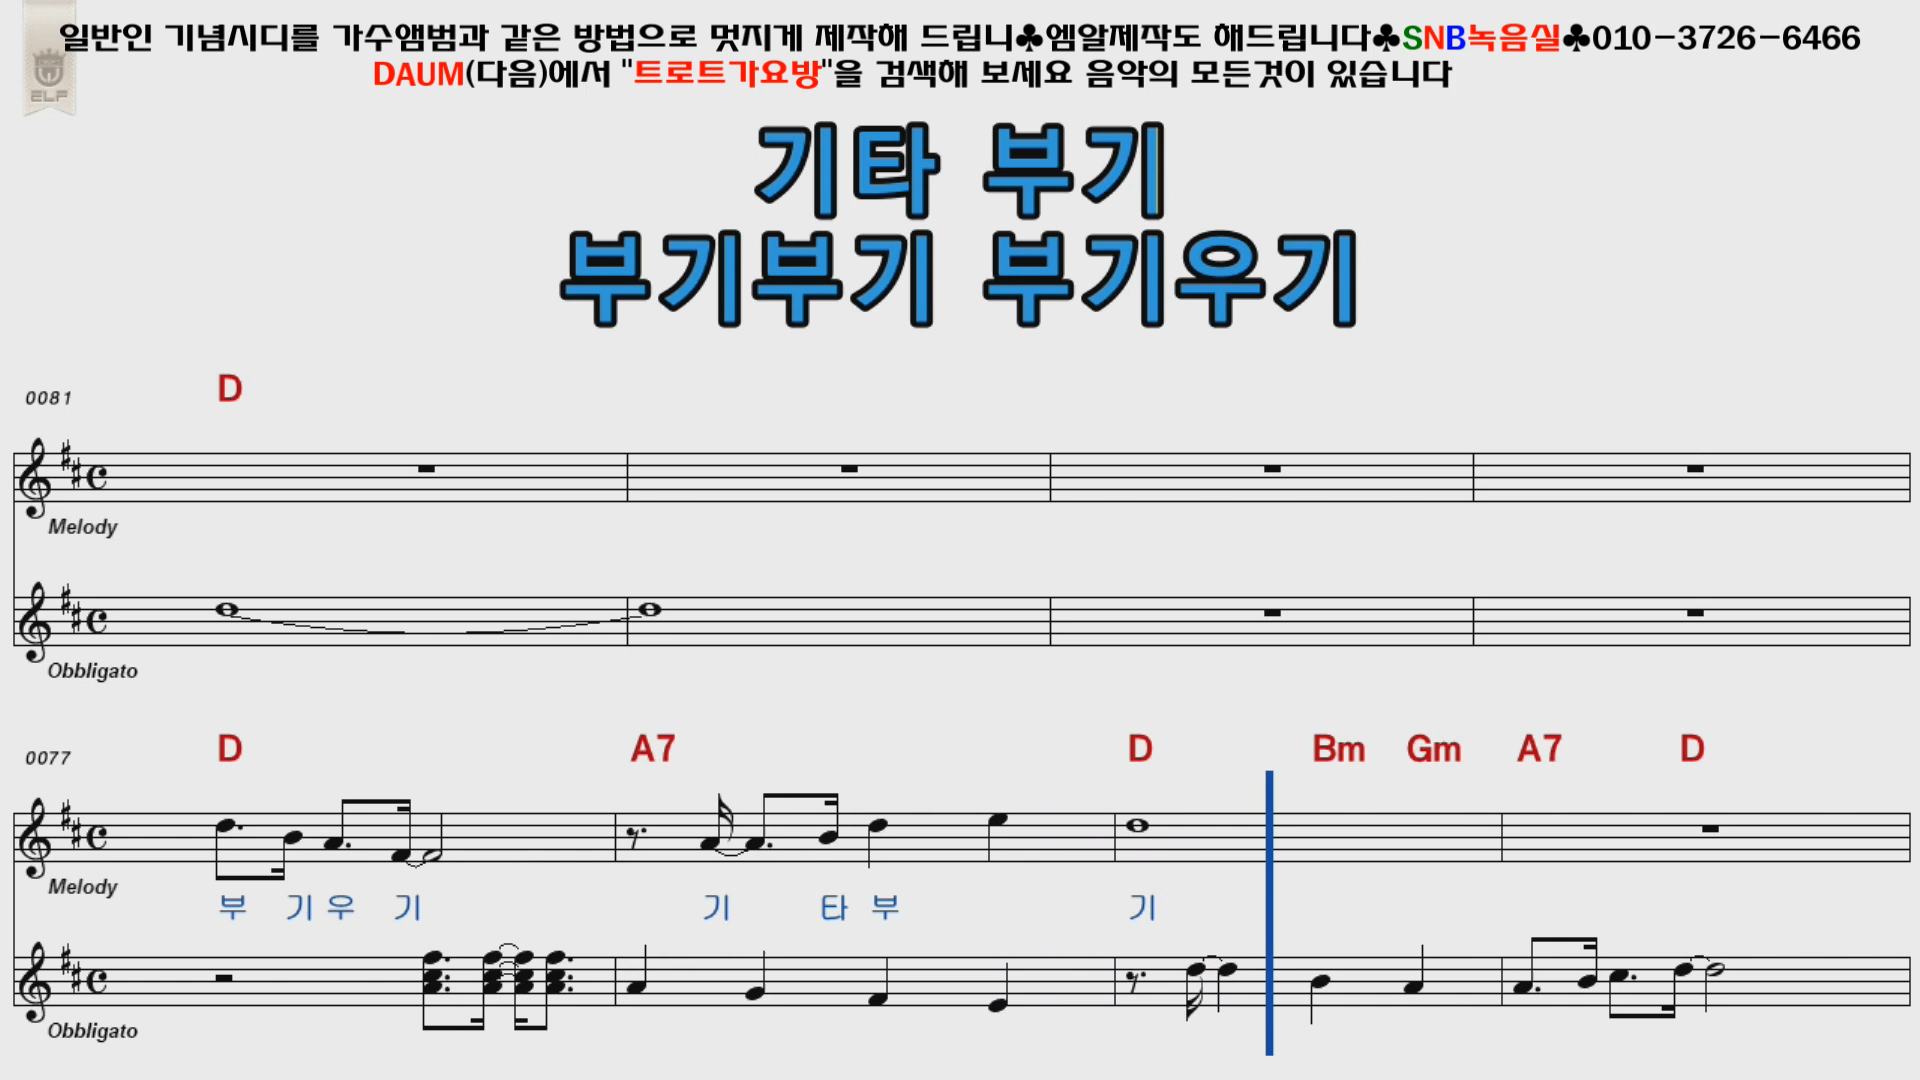 일반인 기념시디를 가수앨범과 같은 방법으로 멋지게 제작해 드립니♣엠알제작도 해드립니다♣SNB녹음실♣010-3726-6466
DAUM(다음)에서 "트로트가요방"을 검색해 보세요 음악의 모든것이 있습니다
ELF
기타 부기
부기부기 부기우기
0081 D
Melody
Obbligato
0077 D A7 D Bm Gm A7 D
Melody
부 기 우 기 기 타 부 기
Obbligato